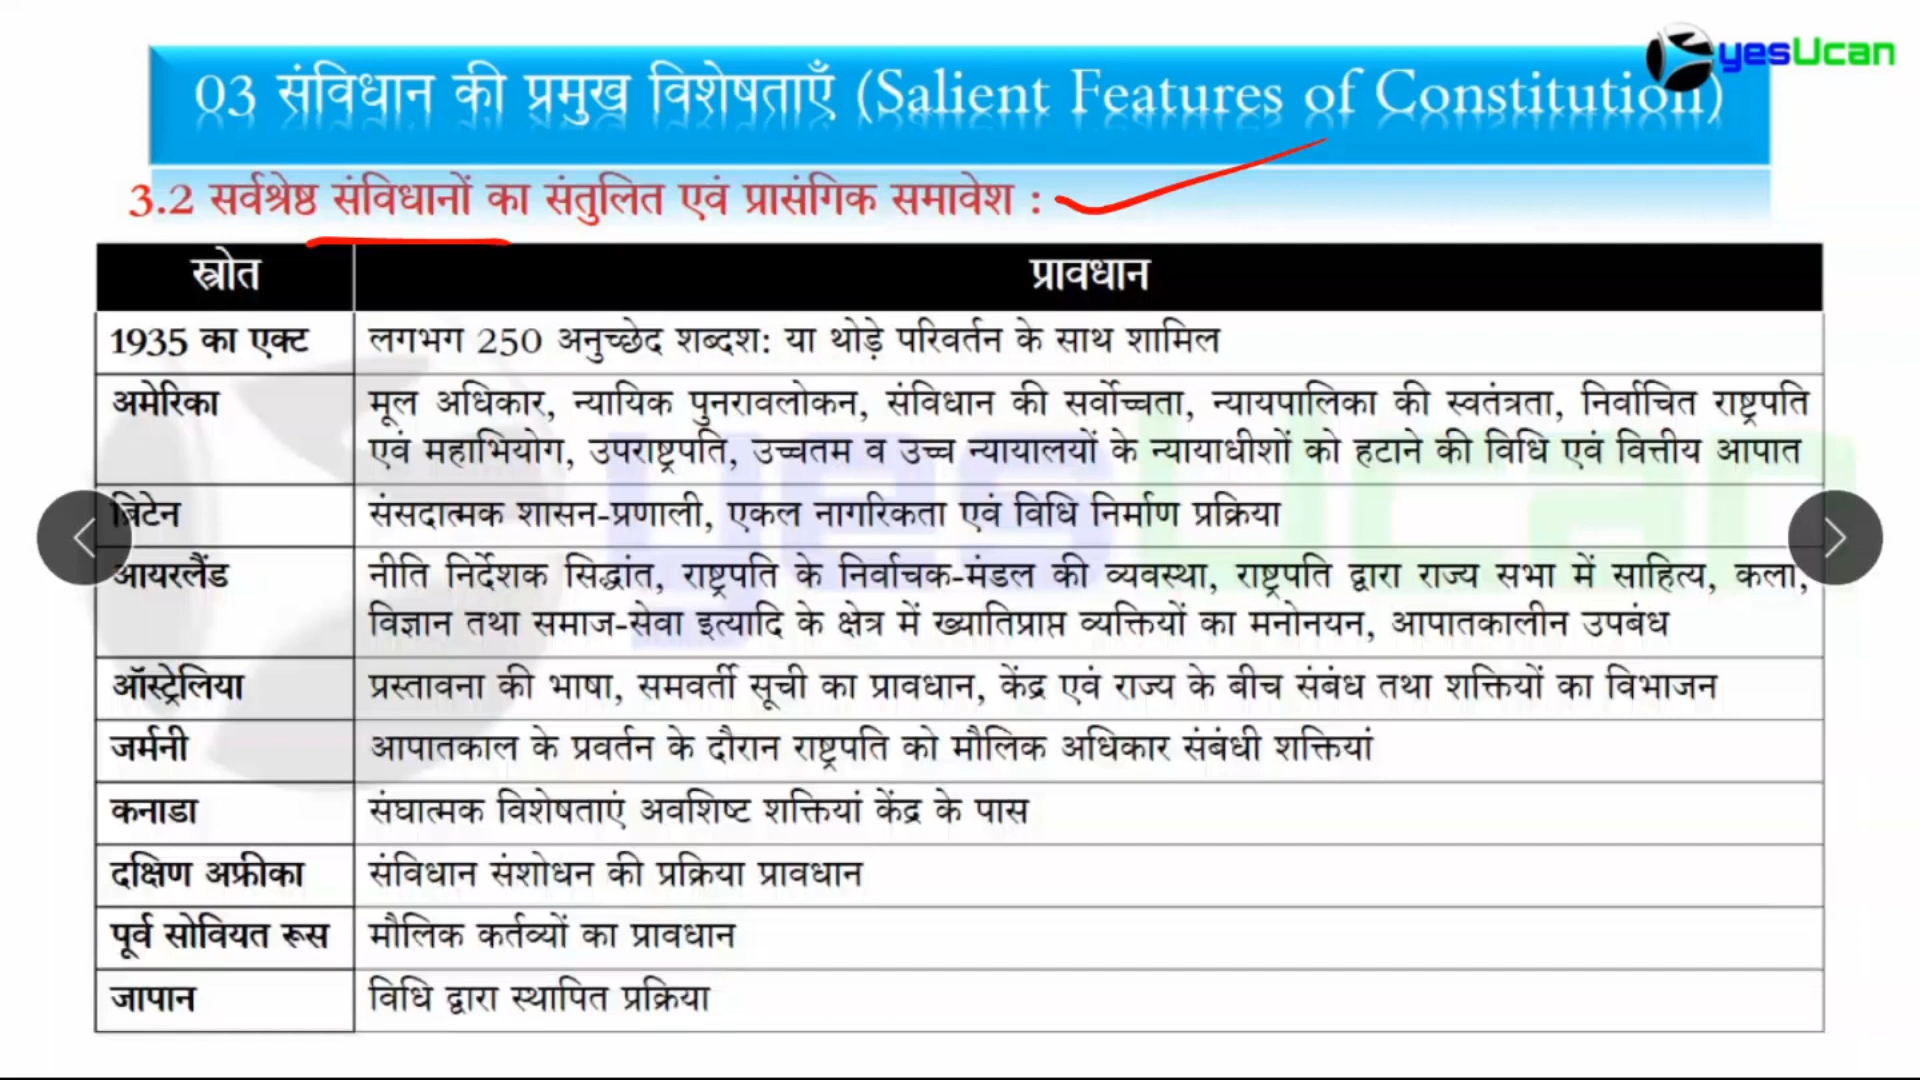 yesUcan
03 संविधान की प्रमुख विशेषताएँ (Salient Features of Constitution)
3.2 सर्वश्रेष्ठ संविधानों का संतुलित एवं प्रासंगिक समावेश :
स्त्रोत प्रावधान
1935 का एक्ट लगभग 250 अनुच्छेद शब्दश: या थोड़े परिवर्तन के साथ शामिल
अमेरिका मूल अधिकार, न्यायिक पुनरावलोकन, संविधान की सर्वोच्चता, न्यायपालिका की स्वतंत्रता, निर्वाचित राष्ट्रपति
एवं महाभियोग, उपराष्ट्रपति, उच्चतम व उच्च न्यायालयों के न्यायाधीशों को हटाने की विधि एवं वित्तीय आपात
ब्रिटेन संसदात्मक शासन-प्रणाली, एकल नागरिकता एवं विधि निर्माण प्रक्रिया
आयरलैंड नीति निर्देशक सिद्धांत, राष्ट्रपति के निर्वाचक-मंडल की व्यवस्था, राष्ट्रपति द्वारा राज्य सभा में साहित्य, कला,
विज्ञान तथा समाज-सेवा इत्यादि के क्षेत्र में ख्यातिप्राप्त व्यक्तियों का मनोनयन, आपातकालीन उपबंध
ऑस्ट्रेलिया प्रस्तावना की भाषा, समवर्ती सूची का प्रावधान, केंद्र एवं राज्य के बीच संबंध तथा शक्तियों का विभाजन
जर्मनी आपातकाल के प्रवर्तन के दौरान राष्ट्रपति को मौलिक अधिकार संबंधी शक्तियां
कनाडा संघात्मक विशेषताएं अवशिष्ट शक्तियां केंद्र के पास
दक्षिण अफ्रीका संविधान संशोधन की प्रक्रिया प्रावधान
पूर्व सोवियत रूस मौलिक कर्तव्यों का प्रावधान
जापान विधि द्वारा स्थापित प्रक्रिया
yesUcan